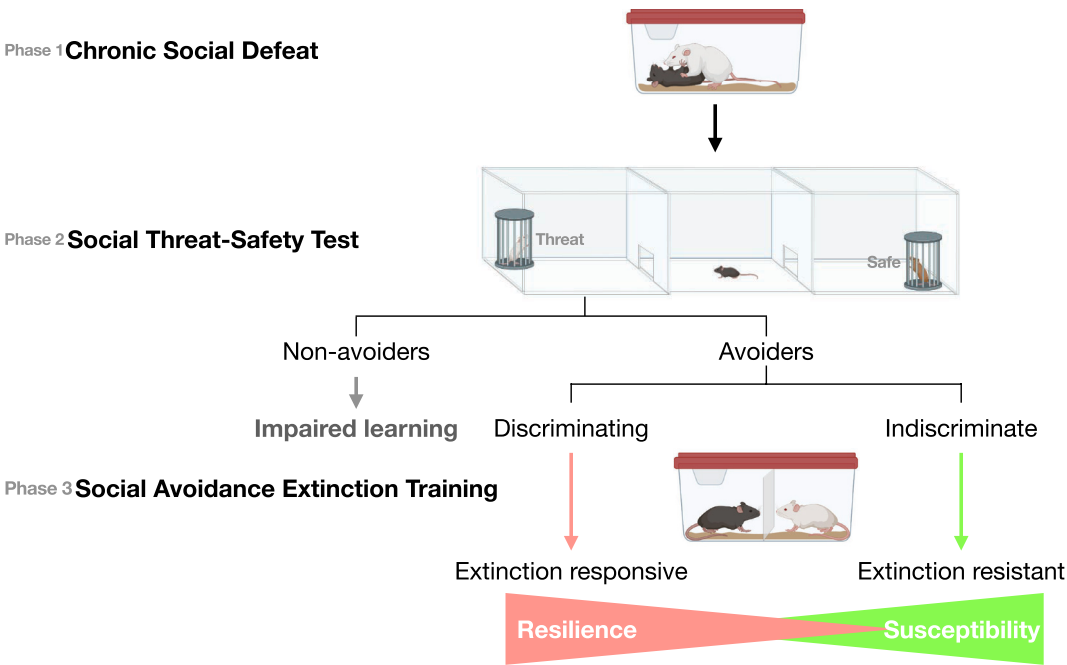 Phase 1 Chronic Social Defeat
Phase 2 Social Threat-Safety Test
Threat
Safe
Non-avoiders
Avoiders
Impaired learning
Discriminating
Indiscriminate
Phase 3 Social Avoidance Extinction Training
Extinction responsive
Extinction resistant
Resilience
Susceptibility